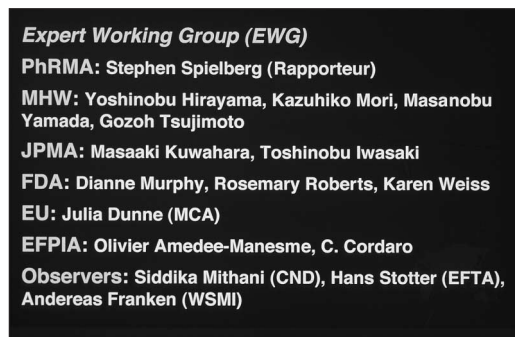 Expert Working Group (EWG)
PhRMA: Stephen Spielberg (Rapporteur)
MHW: Yoshinobu Hirayama, Kazuhiko Mori, Masanobu
Yamada, Gozoh Tsujimoto
JPMA: Masaaki Kuwahara, Toshinobu Iwasaki
FDA: Dianne Murphy, Rosemary Roberts, Karen Weiss
EU: Julia Dunne (MCA)
EFPIA: Olivier Amedee-Manesme, C. Cordaro
Observers: Siddika Mithani (CND), Hans Stotter (EFTA),
Andereas Franken (WSMI)